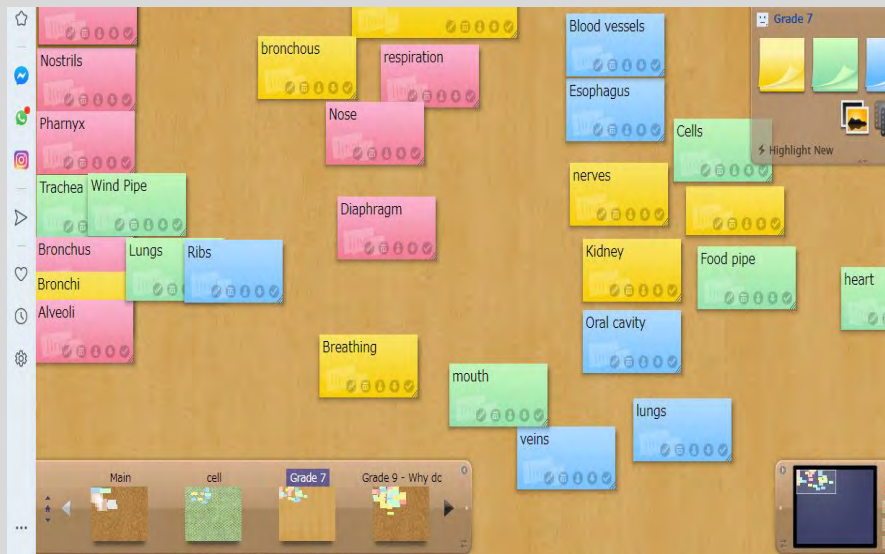 Blood vessels
Grade 7
bronchous
respiration
Nostrils
Esophagus
Nose
Pharnyx
Cells
Highlight New
nerves
Trachea
Wind Pipe
Diaphragm
Bronchus
Lungs
Ribs
Kidney
Food pipe
Bronchi
heart
Alveoli
Oral cavity
Breathing
mouth
lungs
veins
Main
cell
Grade 7
Grade 9 - Why dc